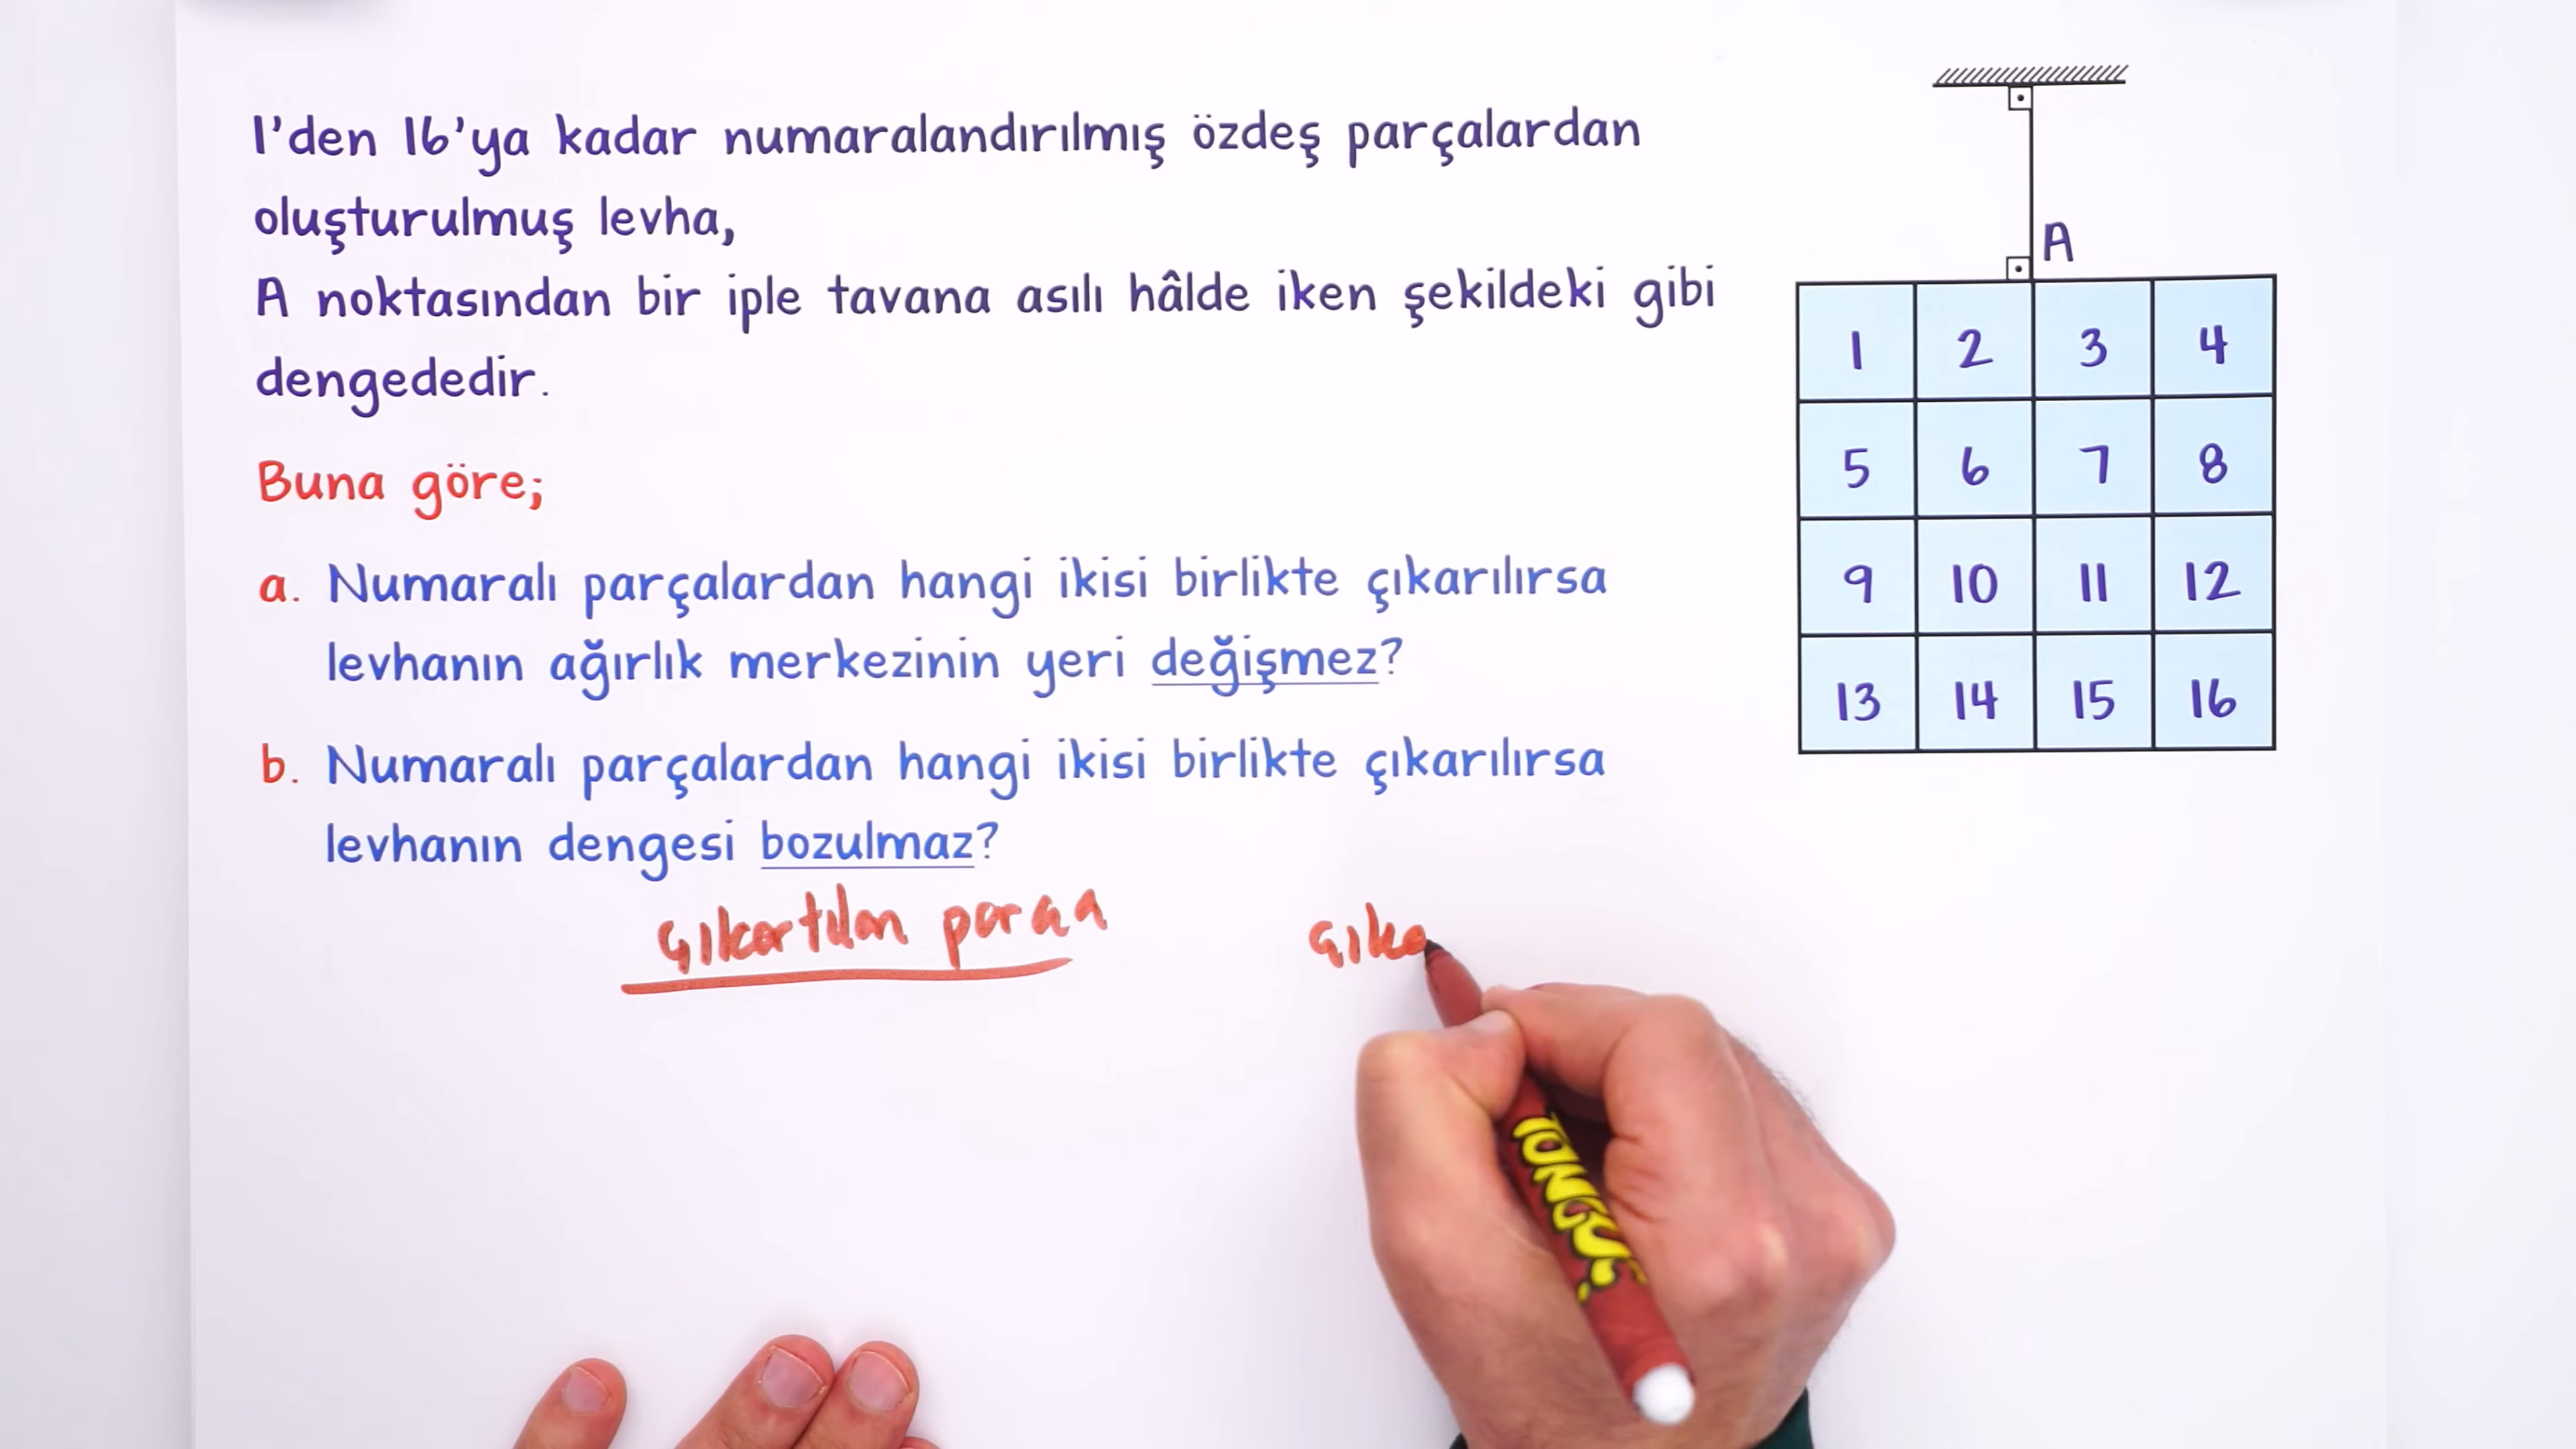 1'den 16'ya kadar numaralandırılmış özdeş parçalardan
oluşturulmuş levha,
A noktasından bir iple tavana asılı hâlde iken şekildeki gibi
dengededir.
Buna göre;
a. Numaralı parçalardan hangi ikisi birlikte çıkarılırsa
levhanın ağırlık merkezinin yeri değişmez?
b. Numaralı parçalardan hangi ikisi birlikte çıkarılırsa
levhanın dengesi bozulmaz?
çıkartılan parça
çıka
A
1 2 3 4
5 6 7 8
9 10 11 12
13 14 15 16
TONGUÇ